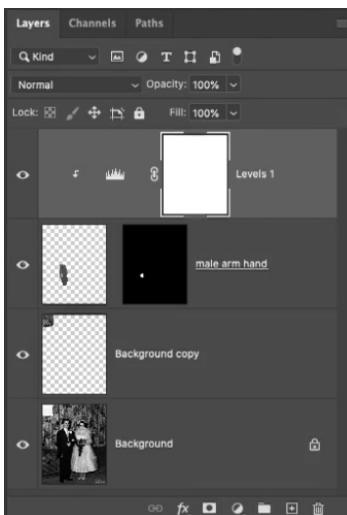 Layers Channels Paths
Kind
Normal Opacity: 100%
Lock: Fill: 100%
Levels 1
male arm hand
Background copy
Background
fx